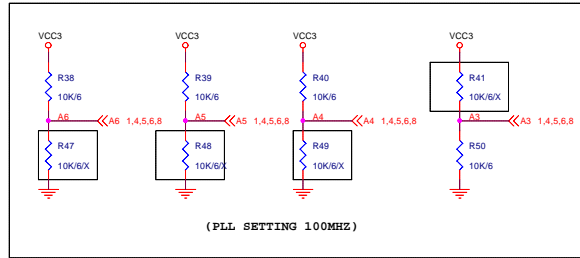 VCC3 VCC3 VCC3 VCC3
R38 R39 R40 R41
10K/6 10K/6 10K/6 10K/6/X
A6 A6 1,4,5,6,8 A5 A5 1,4,5,6,8 A4 A4 1,4,5,6,8 A3 A3 1,4,5,6,8
R47 R48 R49 R50
10K/6/X 10K/6/X 10K/6/X 10K/6
(PLL SETTING 100MHZ)